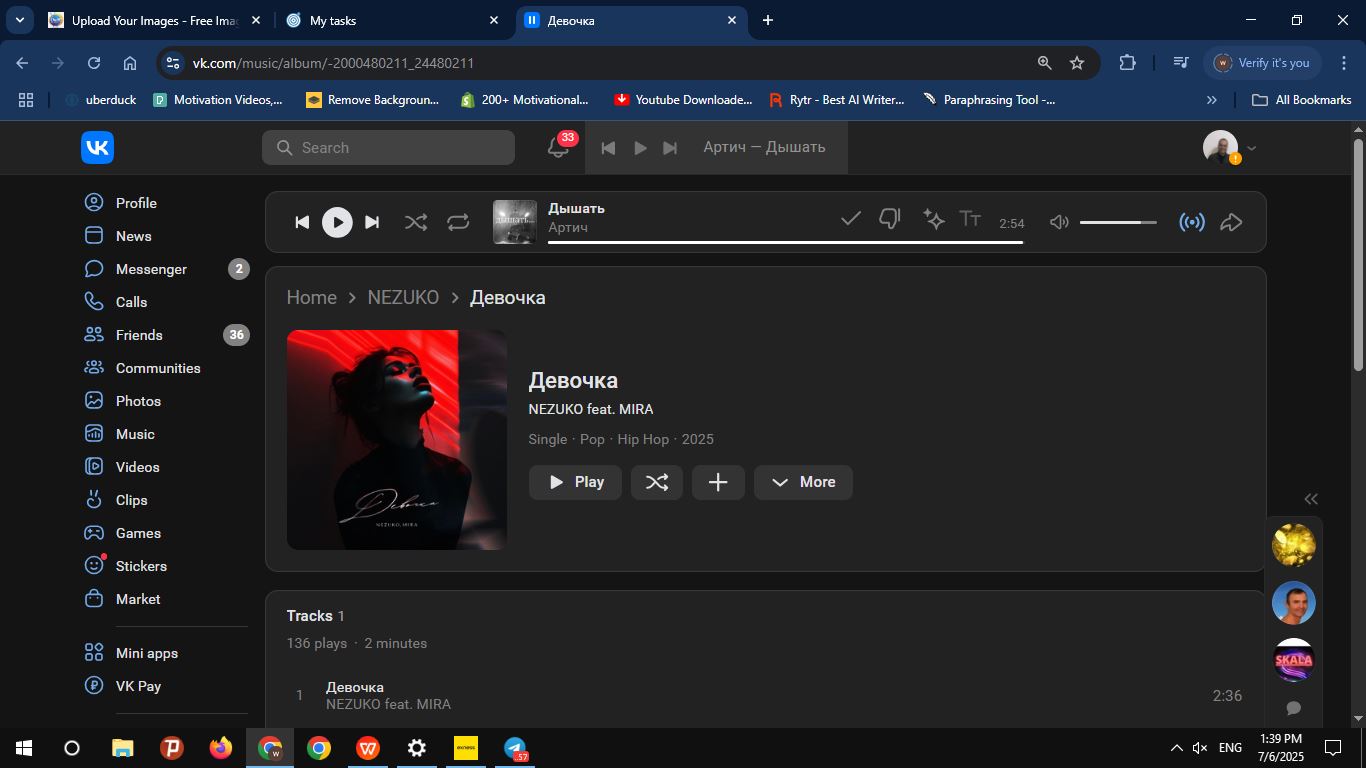 Upload Your Images - Free Ima
My tasks
Девочка
vk.com/music/album/-2000480211_24480211
Verify it's you
uberduck
Motivation Videos,...
Remove Backgroun...
200+ Motivational...
Youtube Downloade...
Rytr - Best AI Writer...
Paraphrasing Tool -...
All Bookmarks
Search
33
Артич — Дышать
Profile
News
Messenger 2
Calls
Friends 36
Communities
Photos
Music
Videos
Clips
Games
Stickers
Market
Mini apps
VK Pay
дышать...
Дышать
Артич
2:54
Home > NEZUKO > Девочка
Девочка
NEZUKO, MIRA
Девочка
NEZUKO feat. MIRA
Single · Pop · Hip Hop · 2025
Play
More
Tracks 1
136 plays · 2 minutes
1 Девочка 2:36
NEZUKO feat. MIRA
SKALA
exness
57
ENG
1:39 PM
7/6/2025